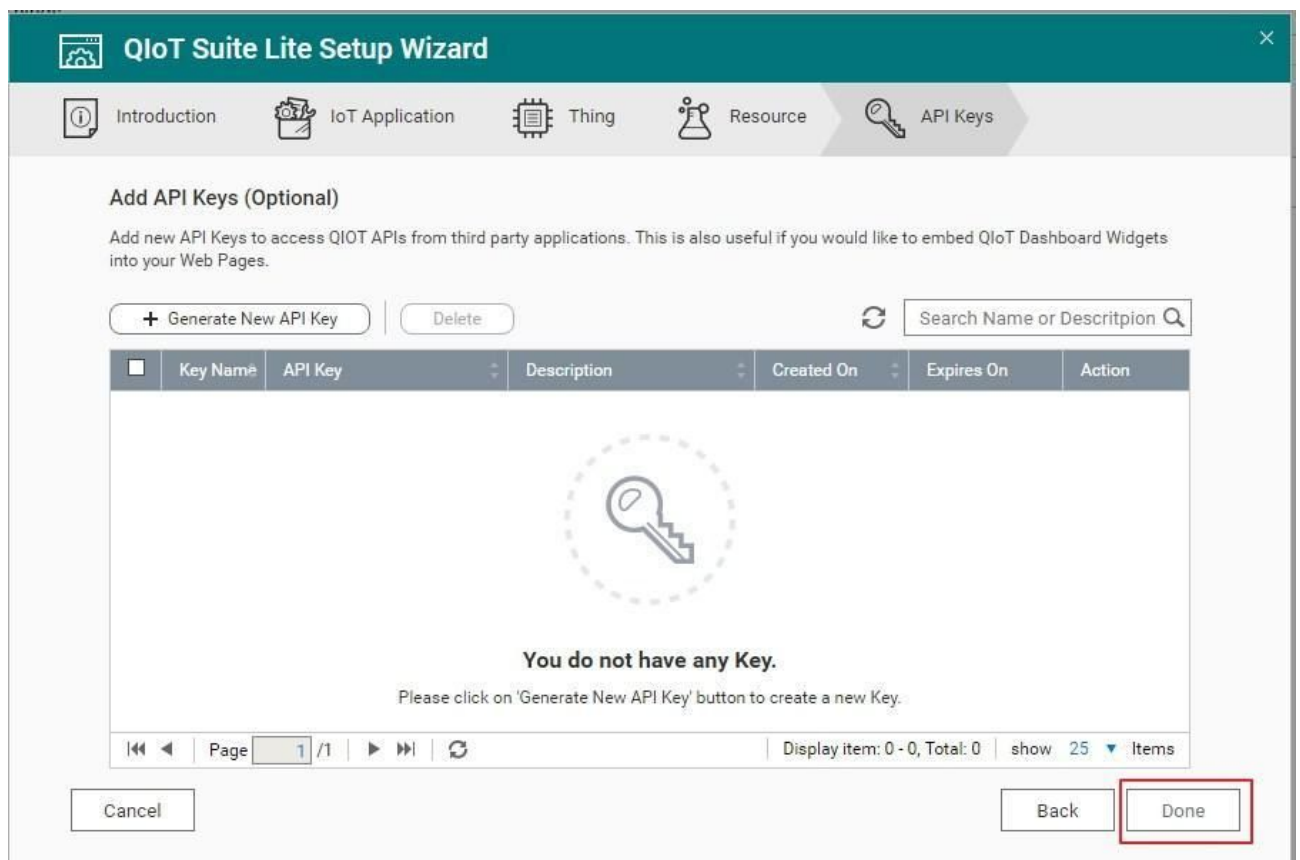 QIoT Suite Lite Setup Wizard
Introduction
IoT Application
Thing
Resource
API Keys
Add API Keys (Optional)
Add new API Keys to access QIOT APIs from third party applications. This is also useful if you would like to embed QIoT Dashboard Widgets
into your Web Pages.
+ Generate New API Key
Delete
Search Name or Descritpion
Key Name
API Key
Description
Created On
Expires On
Action
You do not have any Key.
Please click on 'Generate New API Key' button to create a new Key.
Page 1 /1
Display item: 0 - 0, Total: 0
show 25 Items
Cancel
Back
Done